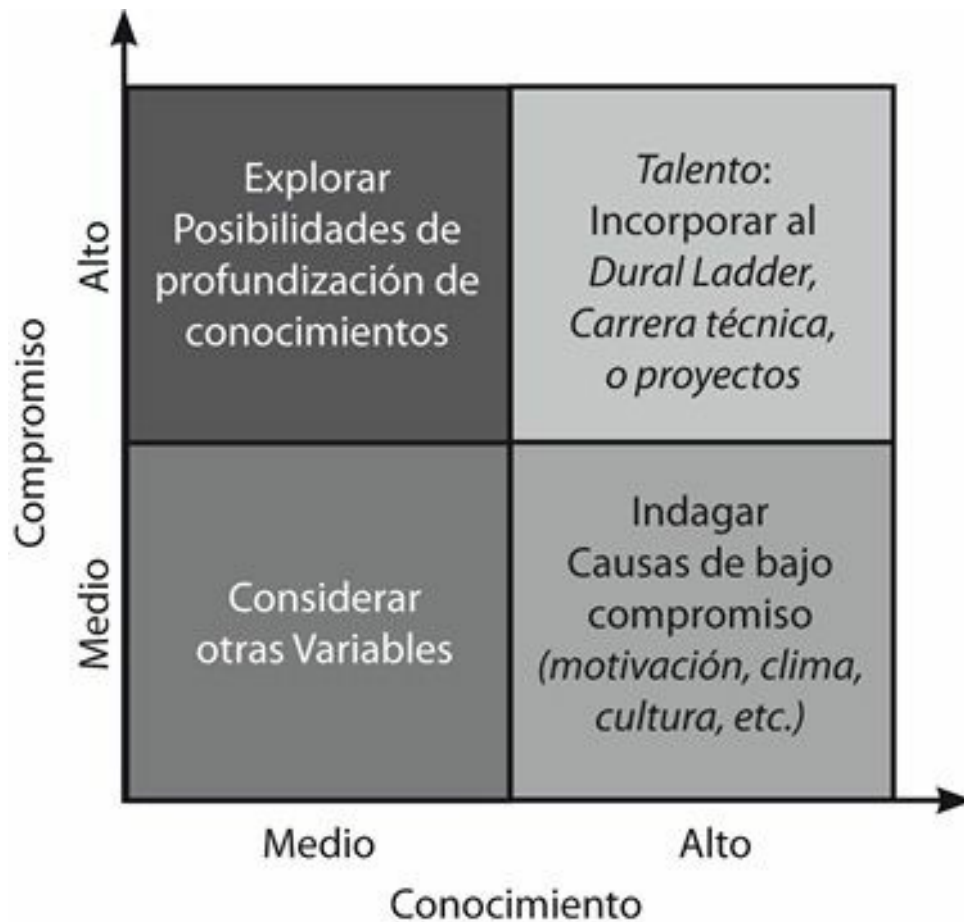 Compromiso
Alto
Medio
Explorar
Posibilidades de
profundización de
conocimientos
Talento:
Incorporar al
Dural Ladder,
Carrera técnica,
o proyectos
Considerar
otras Variables
Indagar
Causas de bajo
compromiso
(motivación, clima,
cultura, etc.)
Medio
Alto
Conocimiento